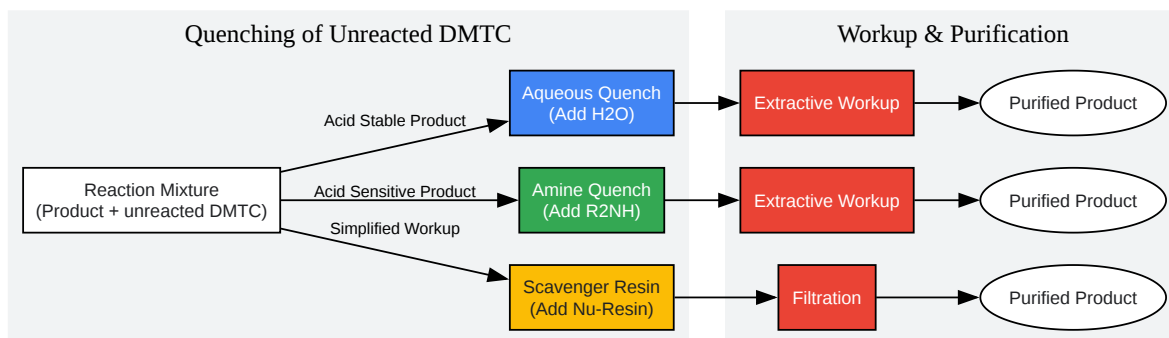 Quenching of Unreacted DMTC
Workup & Purification
Reaction Mixture
(Product + unreacted DMTC)
Acid Stable Product
Aqueous Quench
(Add H2O)
Extractive Workup
Purified Product
Acid Sensitive Product
Amine Quench
(Add R2NH)
Extractive Workup
Purified Product
Simplified Workup
Scavenger Resin
(Add Nu-Resin)
Filtration
Purified Product